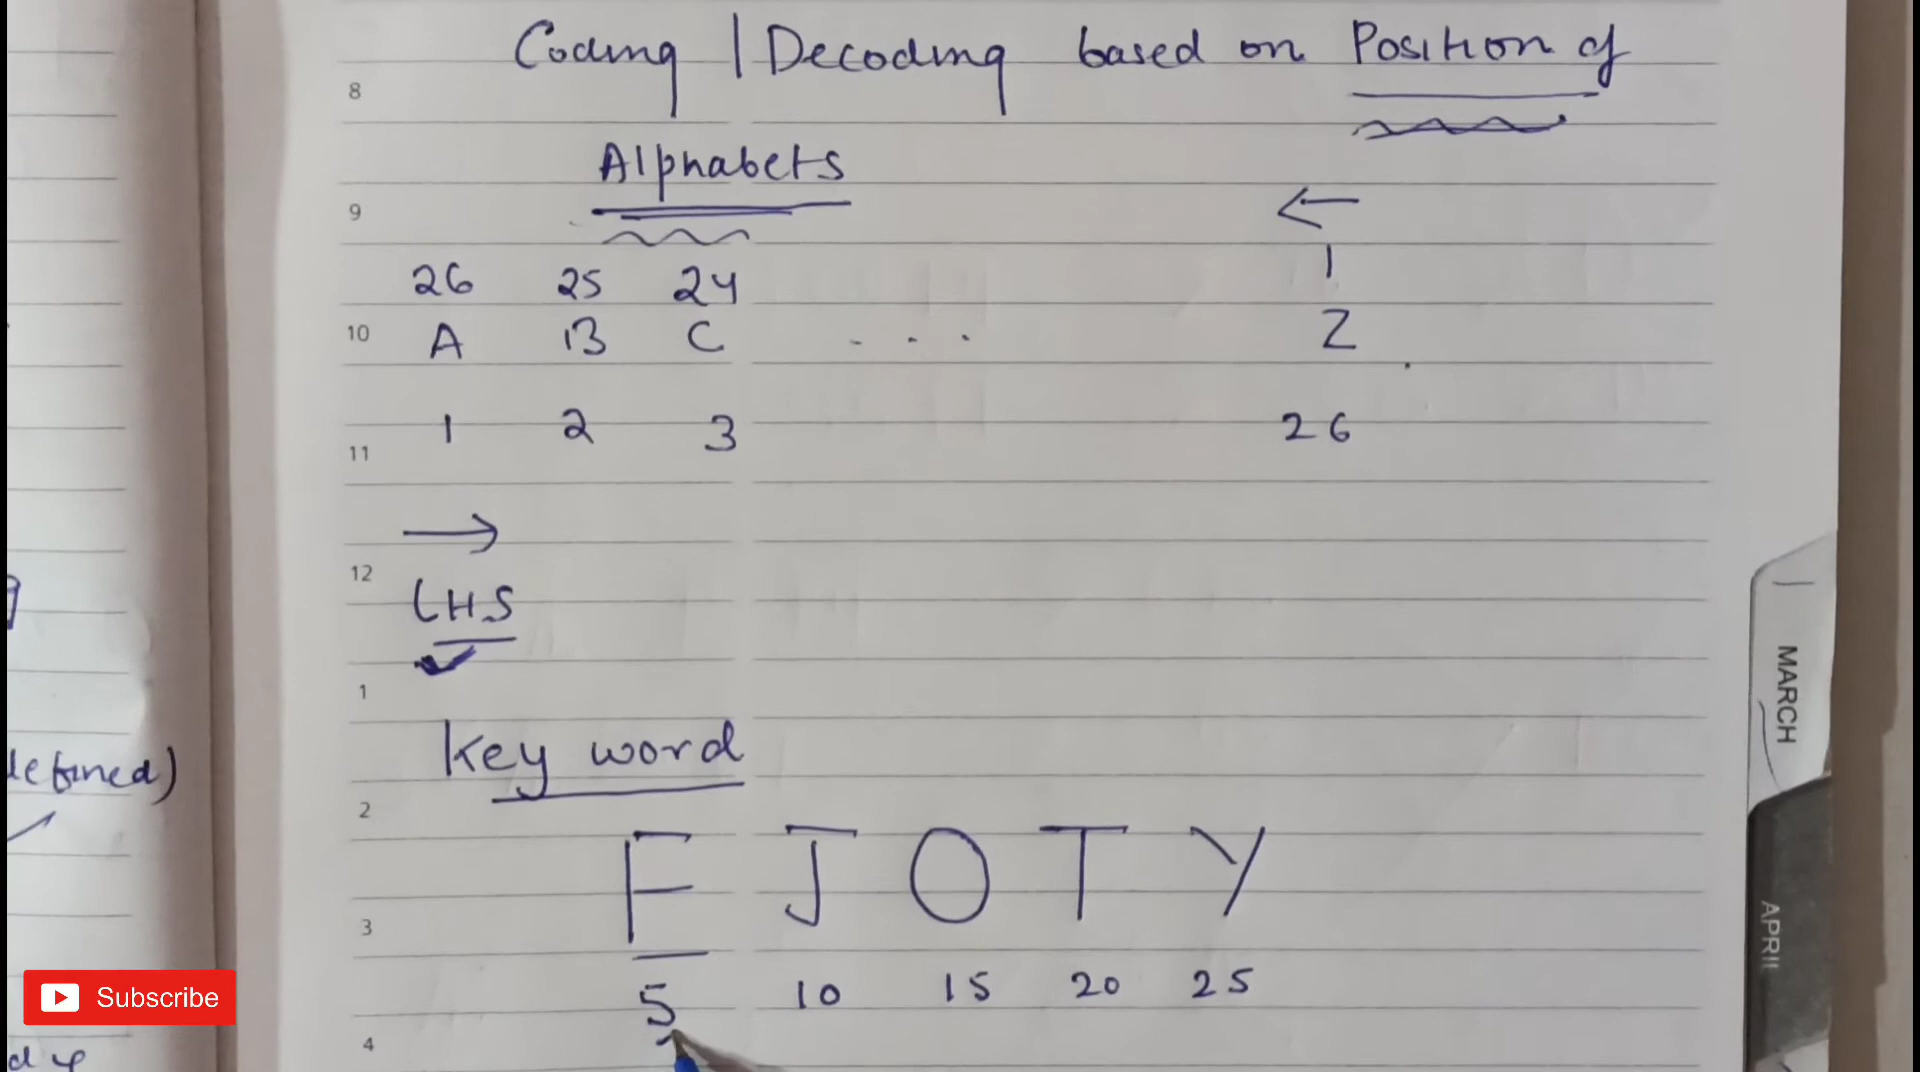 Coding | Decoding based on Position of
8
Alphabets
9
26 25 24 1
10 A B C . . . Z
1 2 3 26
11
12
LHS
1
Key word
2
E J O T Y
3
5 10 15 20 25
4
defined)
MARCH
APRIL
Subscribe